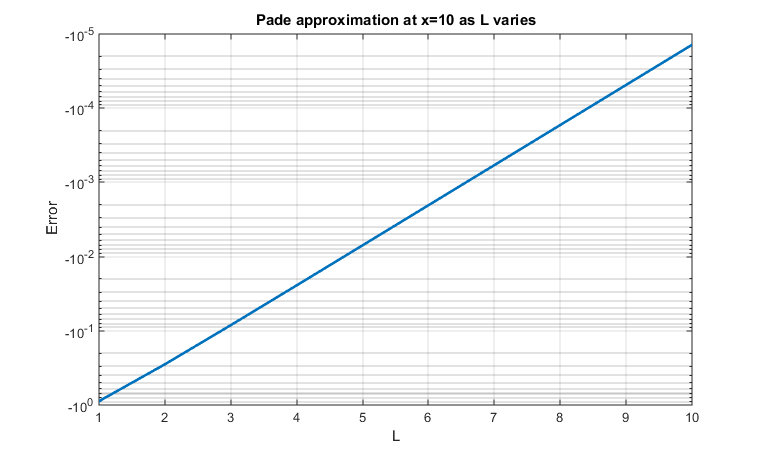 Pade approximation at x=10 as L varies
-10^-5
-10^-4
-10^-3
-10^-2
-10^-1
-10^0
Error
1 2 3 4 5 6 7 8 9 10
L